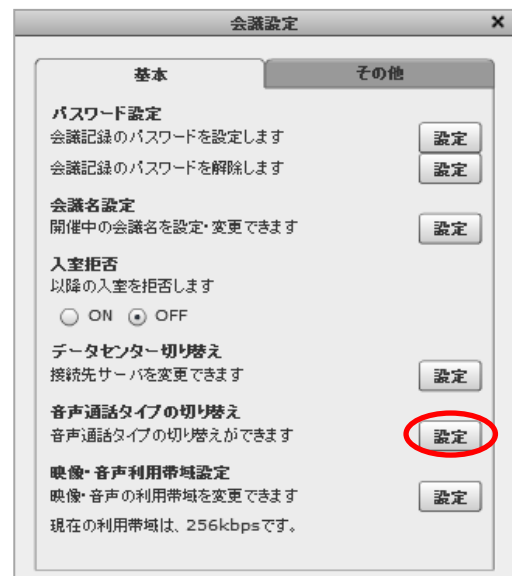 会議設定 ×
基本 その他
パスワード設定
会議記録のパスワードを設定します 設定
会議記録のパスワードを解除します 設定
会議名設定
開催中の会議名を設定・変更できます 設定
入室拒否
以降の入室を拒否します
ON OFF
データセンター切り替え
接続先サーバを変更できます 設定
音声通話タイプの切り替え
音声通話タイプの切り替えができます 設定
映像・音声利用帯域設定
映像・音声の利用帯域を変更できます 設定
現在の利用帯域は、256kbpsです。